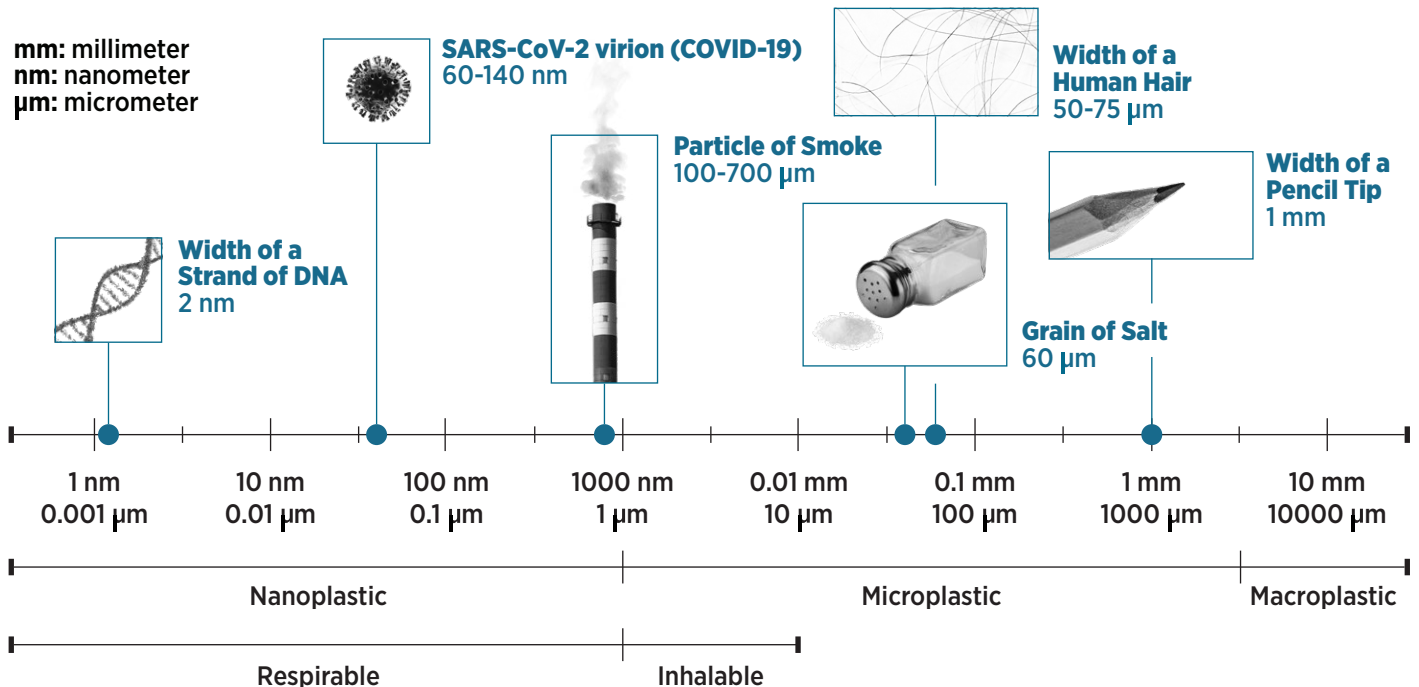 mm: millimeter
nm: nanometer
µm: micrometer
SARS-CoV-2 virion (COVID-19)
60-140 nm
Width of a
Human Hair
50-75 µm
Particle of Smoke
100-700 µm
Width of a
Pencil Tip
1 mm
Width of a
Strand of DNA
2 nm
Grain of Salt
60 µm
1 nm 10 nm 100 nm 1000 nm 0.01 mm 0.1 mm 1 mm 10 mm
0.001 µm 0.01 µm 0.1 µm 1 µm 10 µm 100 µm 1000 µm 10000 µm
Nanoplastic Microplastic Macroplastic
Respirable Inhalable